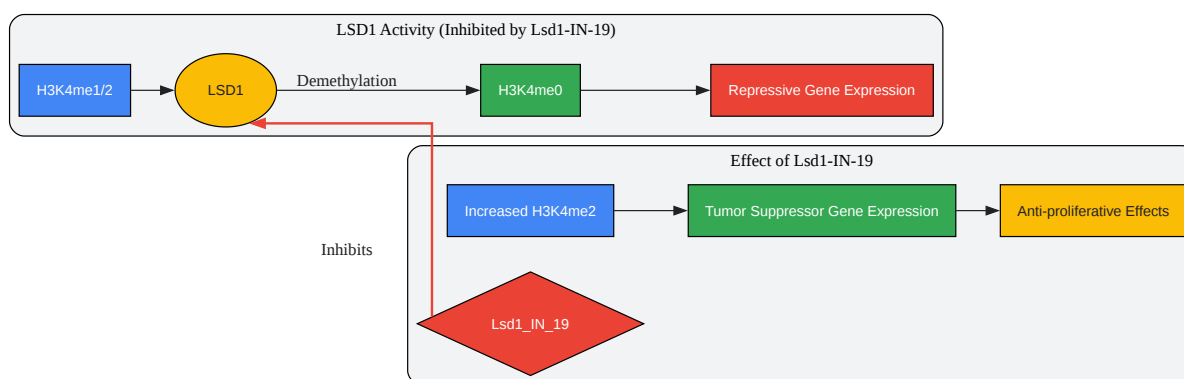 LSD1 Activity (Inhibited by Lsd1-IN-19)
H3K4me1/2
LSD1
Demethylation
H3K4me0
Repressive Gene Expression
Effect of Lsd1-IN-19
Increased H3K4me2
Tumor Suppressor Gene Expression
Anti-proliferative Effects
Inhibits
Lsd1_IN_19